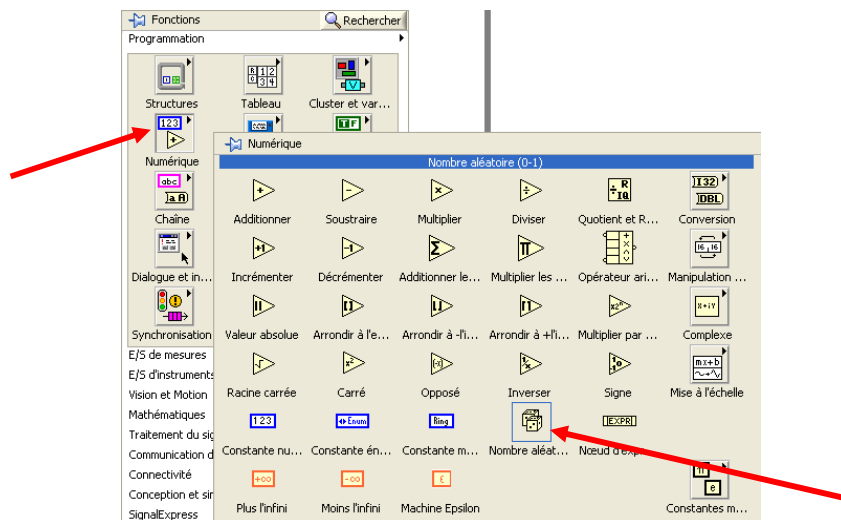 Fonctions Rechercher
Programmation
Structures Tableau Cluster et var...
Numérique
Chaîne
Dialogue et in...
Synchronisation
E/S de mesures
E/S d'instruments
Vision et Motion
Mathématiques
Traitement du sig
Communication d
Connectivité
Conception et sir
SignalExpress
Numérique
Nombre aléatoire (0-1)
Additionner Soustraire Multiplier Diviser Quotient et R... Conversion
Incrémenter Décrémenter Additionner le... Multiplier les ... Opérateur ari... Manipulation ...
Valeur absolue Arrondir à l'e... Arrondir à -l'i... Arrondir à +l'i... Multiplier par ... Complexe
Racine carrée Carré Opposé Inverser Signe Mise à l'échelle
Constante nu... Constante én... Constante m... Nombre aléat... Nœud d'exp
Plus l'infini Moins l'infini Machine Epsilon Constantes m...